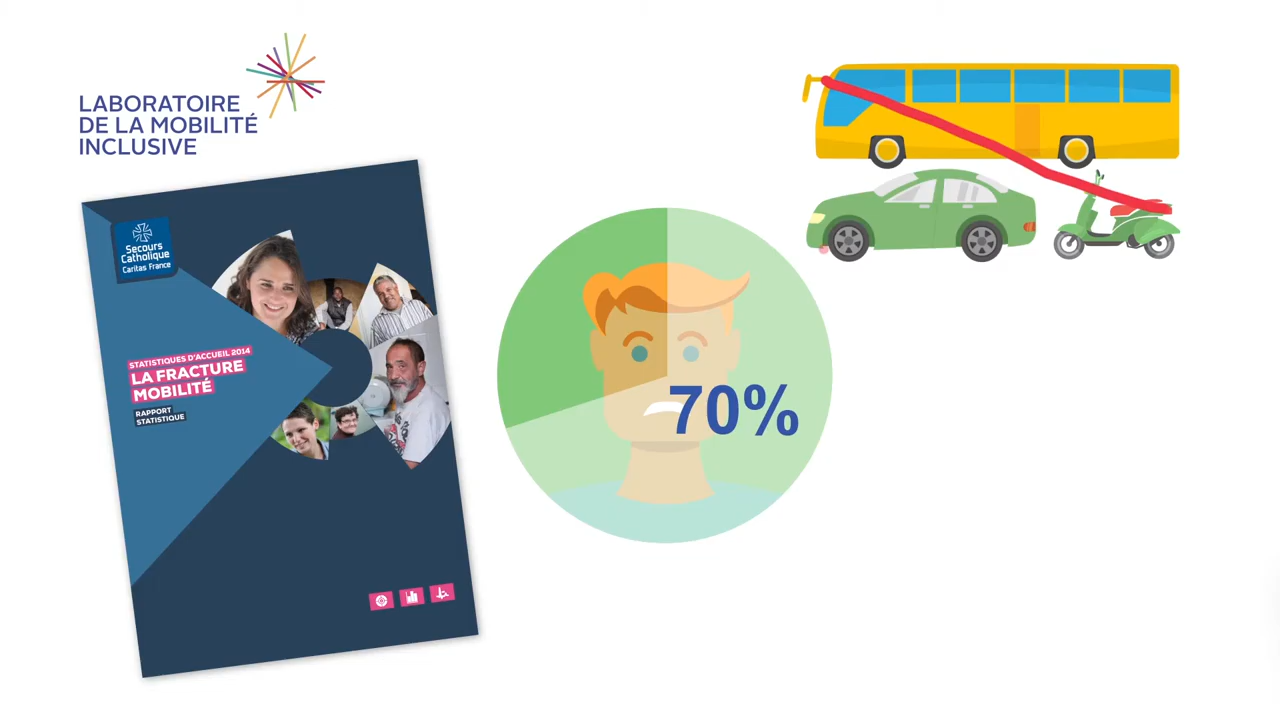 LABORATOIRE
DE LA MOBILITÉ
INCLUSIVE
Secours
Catholique
Caritas France
STATISTIQUES D'ACCUEIL 2014
LA FRACTURE
MOBILITÉ
RAPPORT
STATISTIQUE
70%